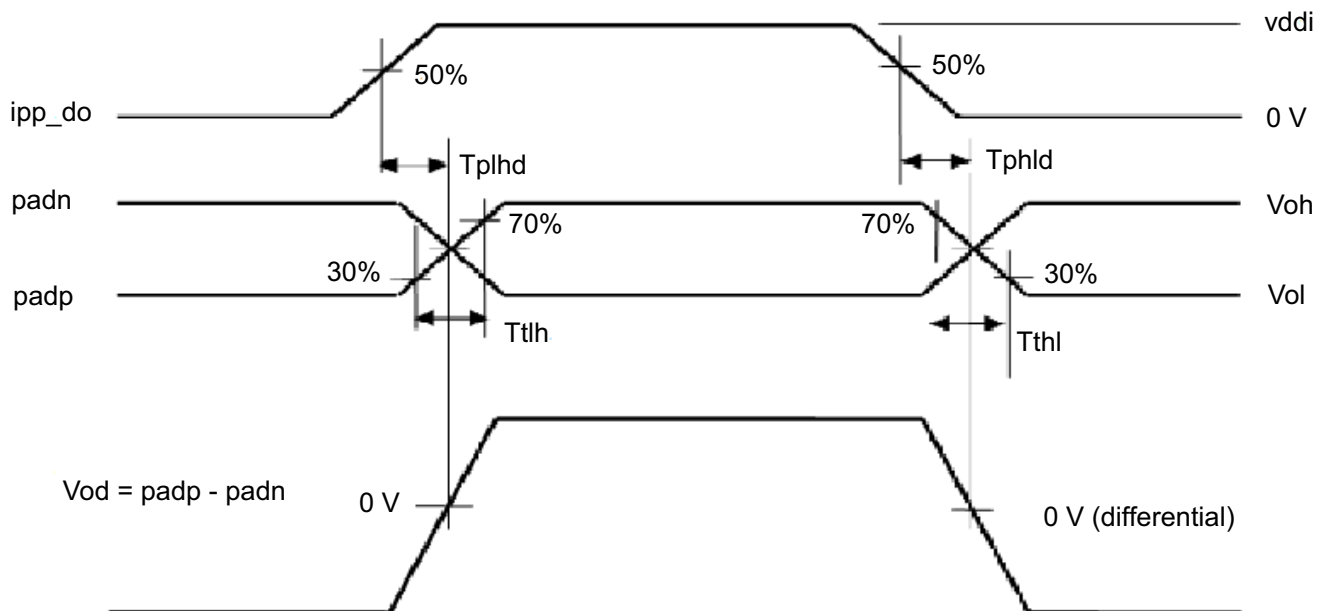 vddi
50%
50%
ipp_do
0 V
Tplhd
Tphld
padn
Voh
70%
70%
30%
30%
padp
Vol
Ttlh
Tthl
Vod = padp - padn
0 V
0 V (differential)